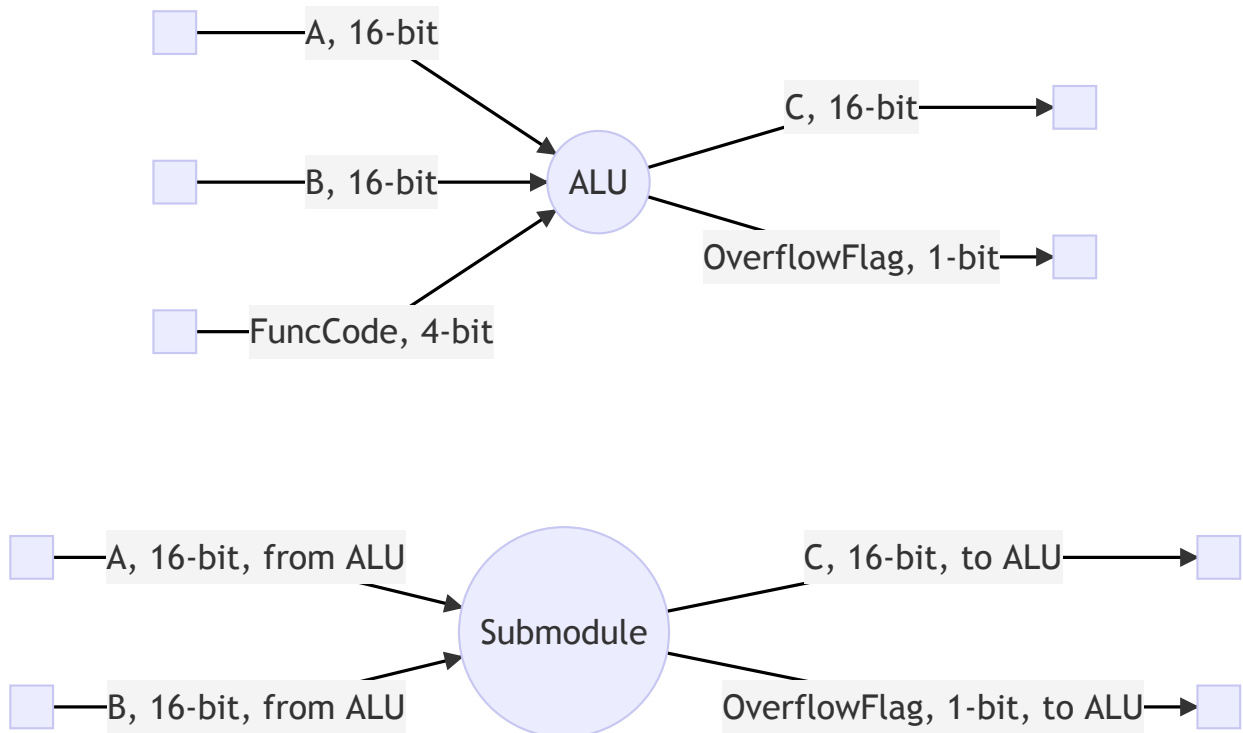 A, 16-bit
C, 16-bit
B, 16-bit
ALU
OverflowFlag, 1-bit
FuncCode, 4-bit
A, 16-bit, from ALU
C, 16-bit, to ALU
Submodule
B, 16-bit, from ALU
OverflowFlag, 1-bit, to ALU